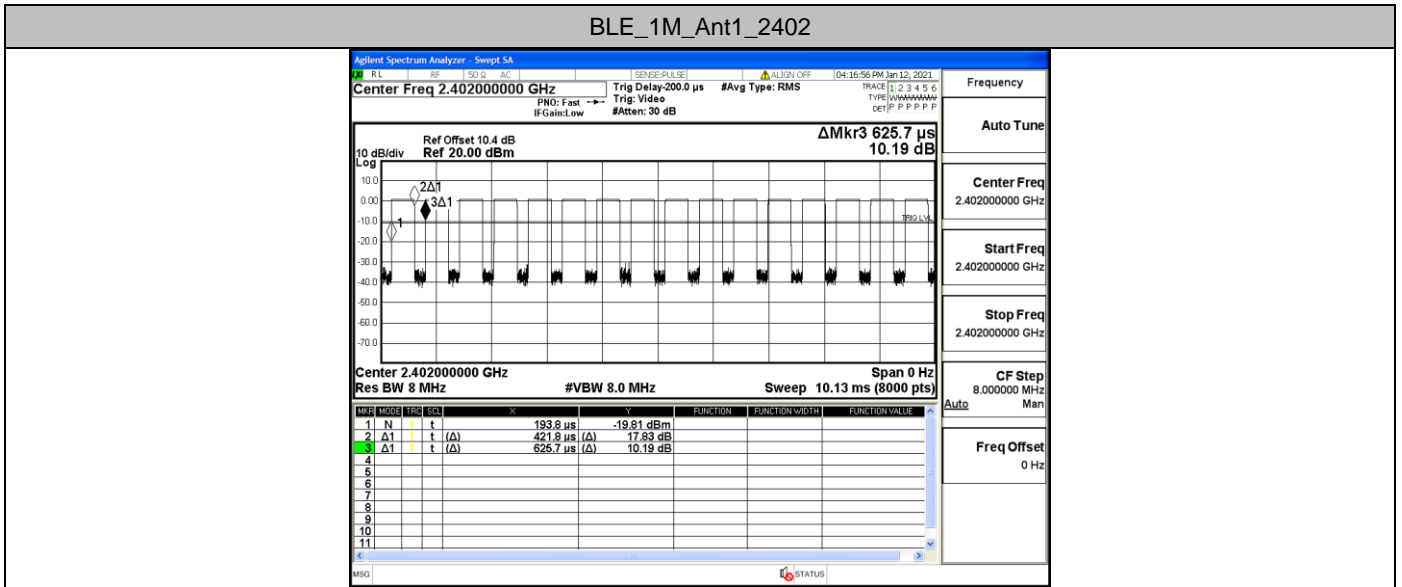 BLE_1M_Ant1_2402
Agilent Spectrum Analyzer - Swept SA
LXI RL RF 50 Ω AC SENSE:PULSE ALIGN OFF 04:16:56 PM Jan 12, 2021
Center Freq 2.402000000 GHz
PNO: Fast
IFGain:Low
Trig Delay-200.0 µs
Trig: Video
#Atten: 30 dB
#Avg Type: RMS
TRACE 1 2 3 4 5 6
TYPE
DET P P P P P P
Ref Offset 10.4 dB
10 dB/div Ref 20.00 dBm
Log
ΔMkr3 625.7 µs
10.19 dB
10.0
0.00
-10.0
-20.0
-30.0
-40.0
-50.0
-60.0
-70.0
2Δ1
3Δ1
1
TRIG LVL
Center 2.402000000 GHz Span 0 Hz
Res BW 8 MHz #VBW 8.0 MHz Sweep 10.13 ms (8000 pts)
MKR MODE TRC SCL X Y FUNCTION FUNCTION WIDTH FUNCTION VALUE
1 N 1 t 193.8 µs -19.81 dBm
2 Δ1 1 t (Δ) 421.8 µs (Δ) 17.83 dB
3 Δ1 1 t (Δ) 625.7 µs (Δ) 10.19 dB
4
5
6
7
8
9
10
11
MSG STATUS
Frequency
Auto Tune
Center Freq
2.402000000 GHz
Start Freq
2.402000000 GHz
Stop Freq
2.402000000 GHz
CF Step
8.000000 MHz
Auto Man
Freq Offset
0 Hz